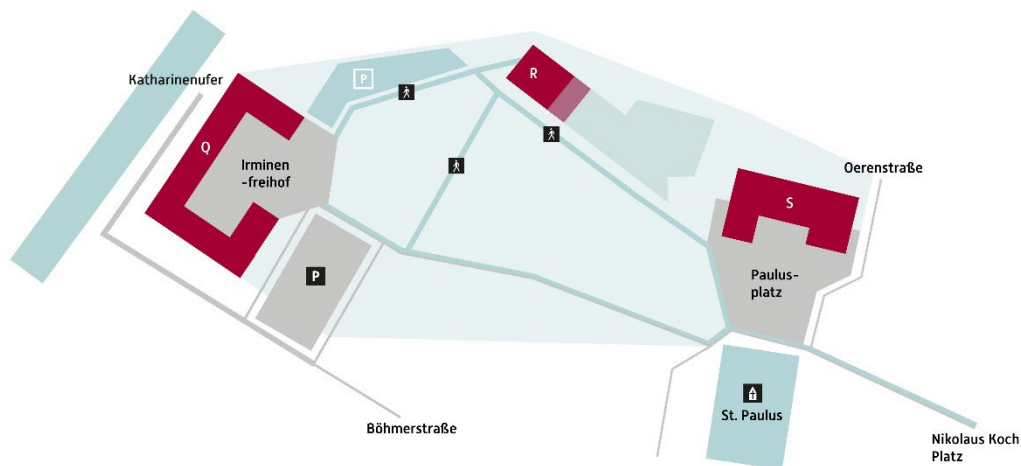 Katharinenufer
P
R
Q
Irminen
-freihof
Oerenstraße
S
P
Paulus-
platz
St. Paulus
Böhmerstraße
Nikolaus Koch
Platz